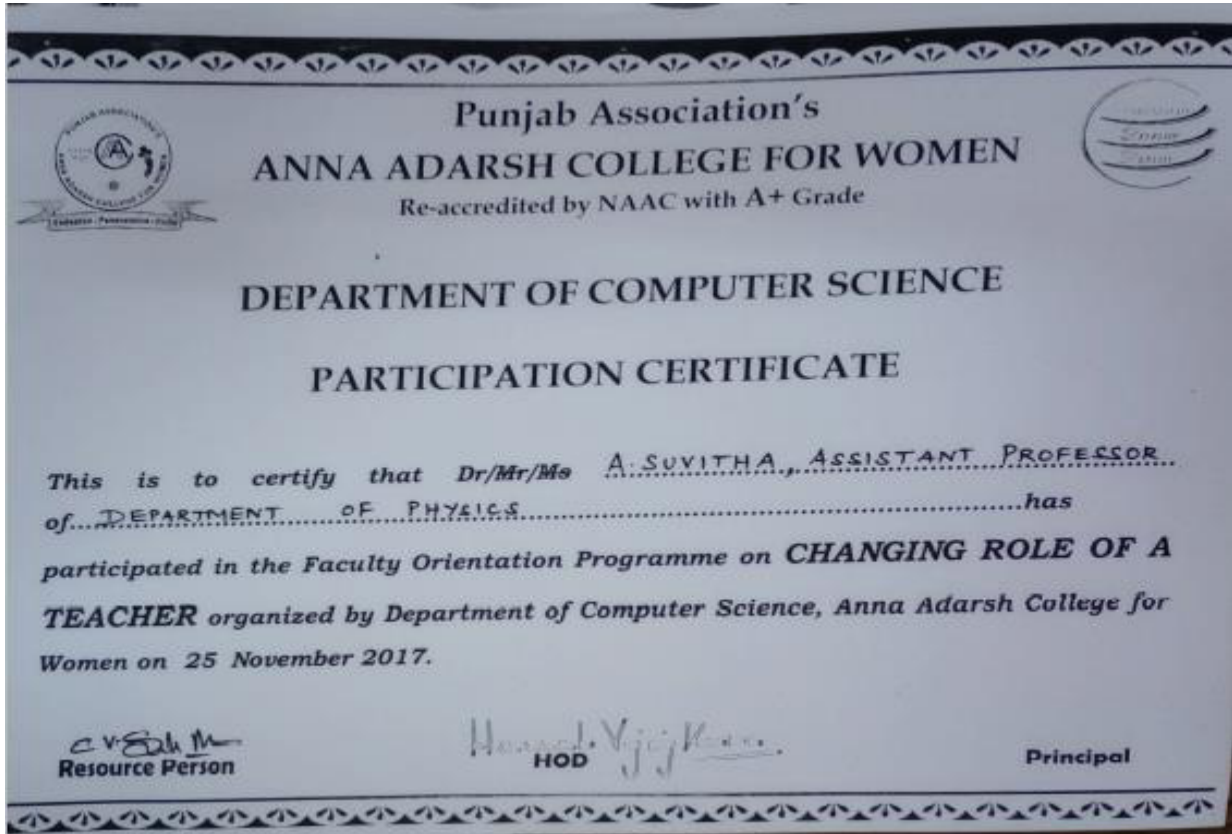 Punjab Association's
ANNA ADARSH COLLEGE FOR WOMEN
Re-accredited by NAAC with A+ Grade
DEPARTMENT OF COMPUTER SCIENCE
PARTICIPATION CERTIFICATE
This is to certify that Dr/Mr/Ms A. SUVITHA, ASSISTANT PROFESSOR
of DEPARTMENT OF PHYSICS has
participated in the Faculty Orientation Programme on CHANGING ROLE OF A
TEACHER organized by Department of Computer Science, Anna Adarsh College for
Women on 25 November 2017.
Resource Person
HOD
Principal